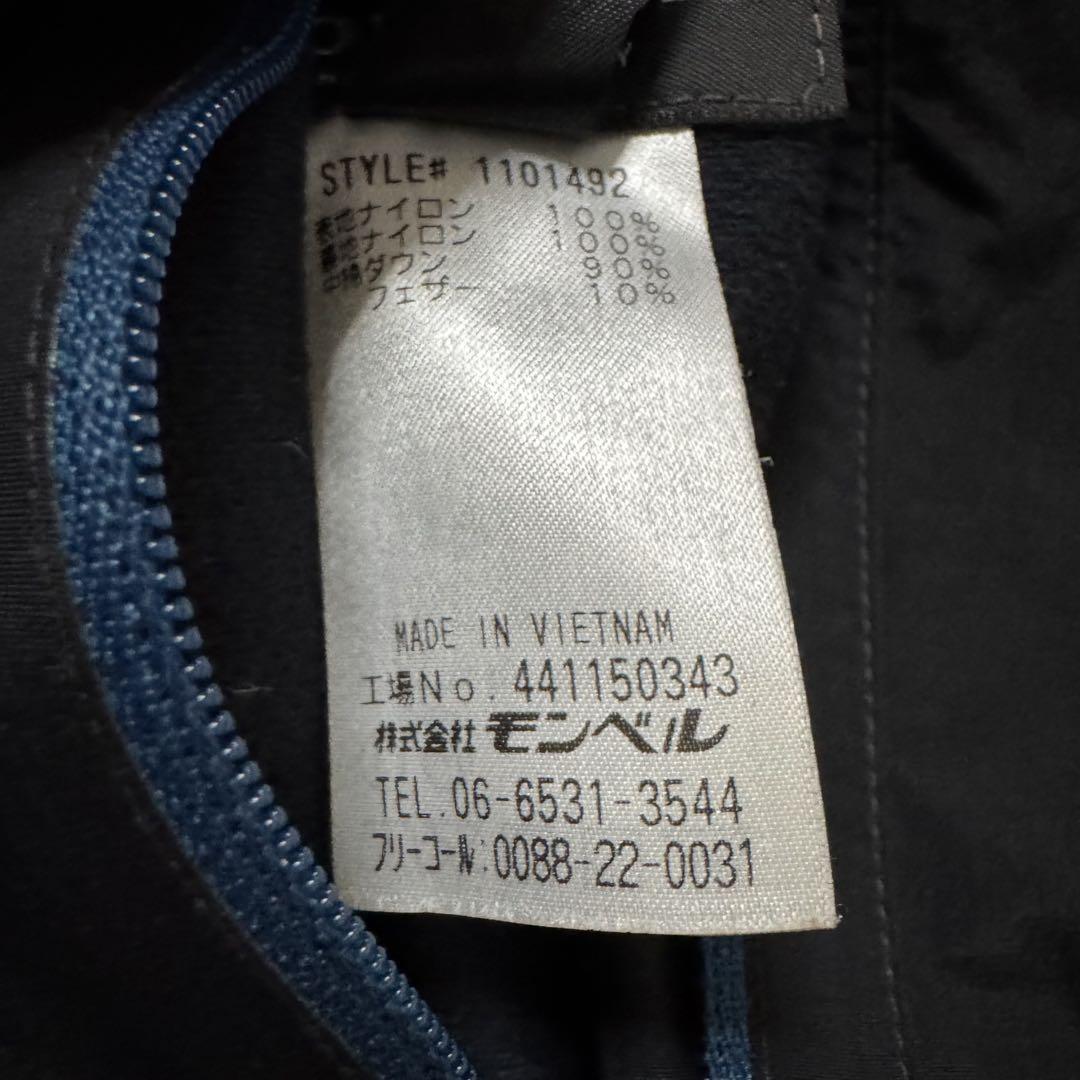 STYLE# 1101492
表地ナイロン 100%
裏地ナイロン 100%
中綿ダウン 90%
フェザー 10%
MADE IN VIETNAM
工場No. 441150343
株式会社モンベル
TEL.06-6531-3544
フリーコール:0088-22-0031